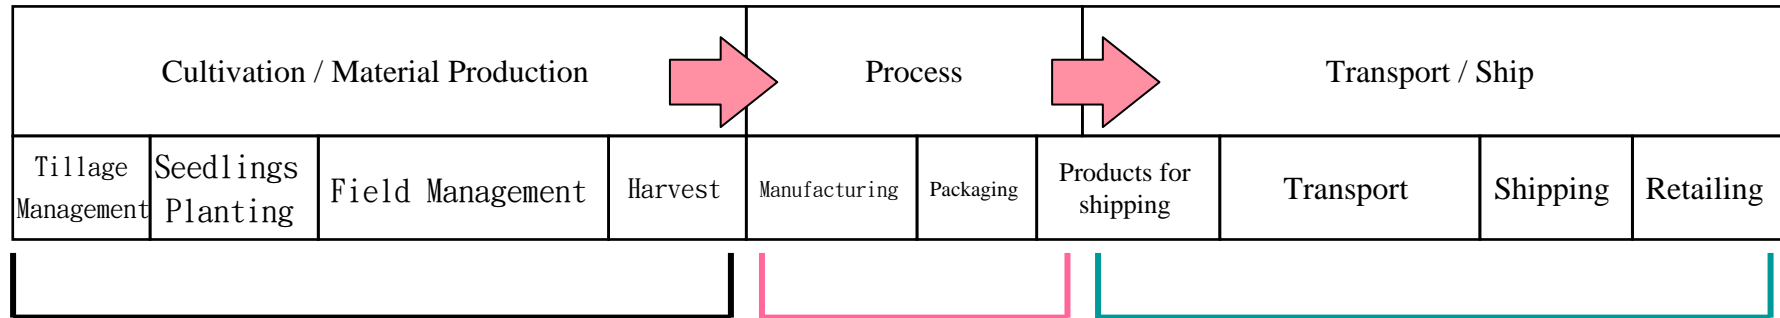 Cultivation / Material Production
Process
Transport / Ship
Tillage
Management
Seedlings
Planting
Field Management
Harvest
Manufacturing
Packaging
Products for
shipping
Transport
Shipping
Retailing